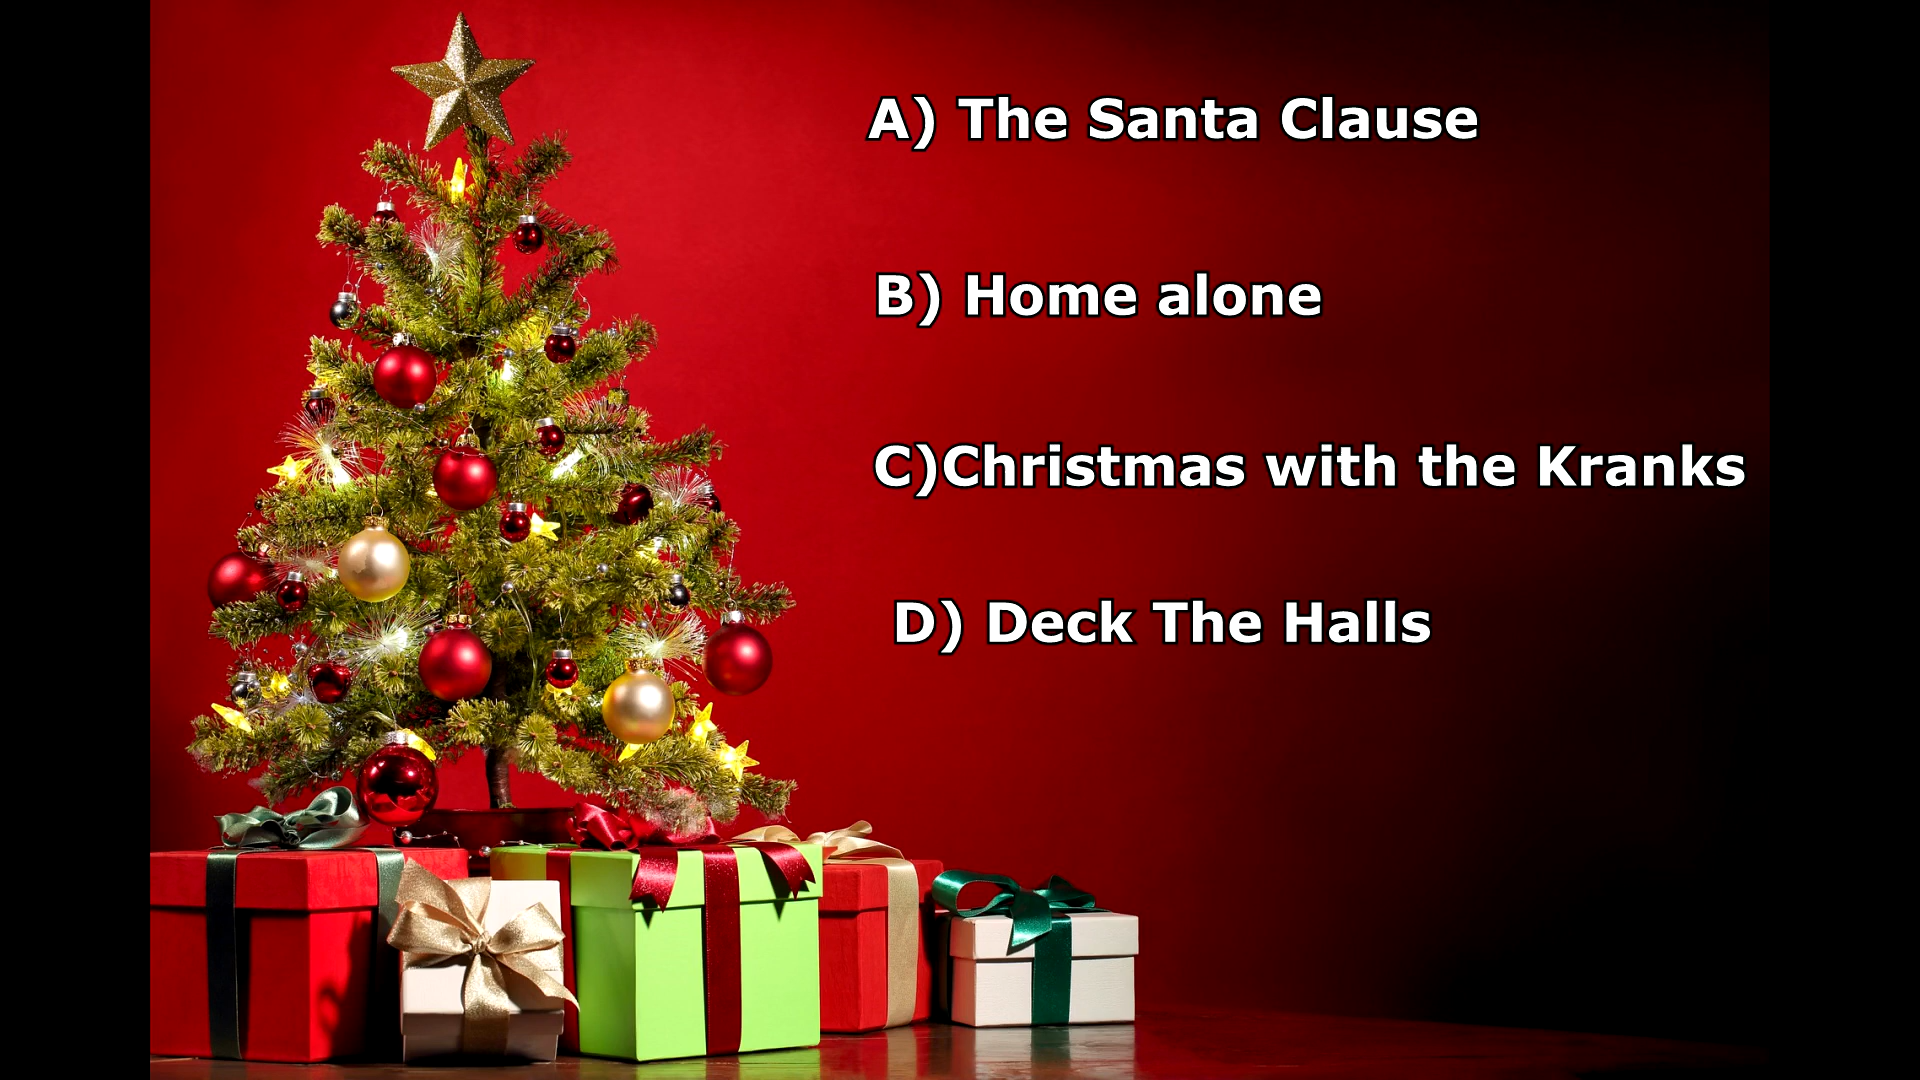 A) The Santa Clause
B) Home alone
C)Christmas with the Kranks
D) Deck The Halls